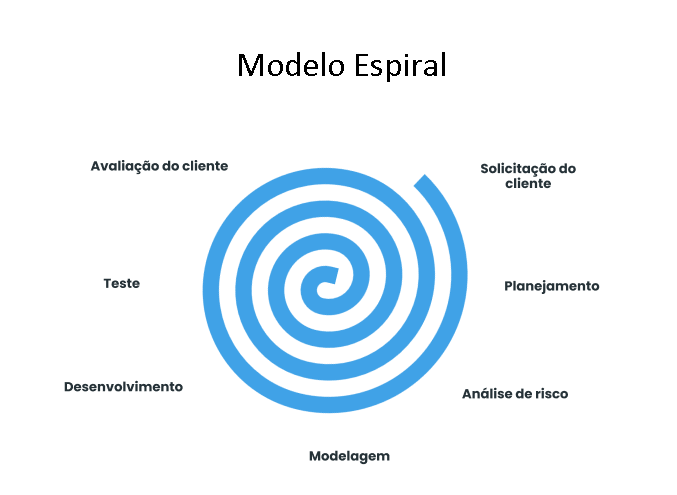 Modelo Espiral
Avaliação do cliente
Solicitação do
cliente
Teste
Planejamento
Desenvolvimento
Análise de risco
Modelagem